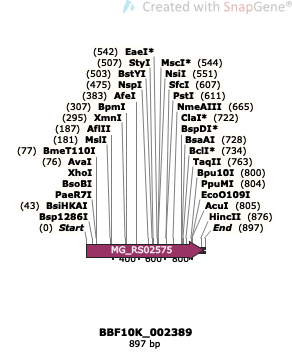 Created with SnapGene®
(542) EaeI*
(507) StyI MscI* (544)
(503) BstYI NsiI (551)
(475) NspI SfcI (607)
(383) AfeI PstI (611)
(307) BpmI NmeAIII (665)
(295) XmnI ClaI* (722)
(187) AflII BspDI*
(181) MslI BsaAI (728)
(77) BmeT110I BclI* (734)
(76) AvaI TaqII (763)
XhoI Bpu10I (800)
BsoBI PpuMI (804)
PaeR7I EcoO109I
(43) BsiHKAI AcuI (805)
Bsp1286I HincII (876)
(0) Start End (897)
MG_RS02575
400 600 800
BBF10K_002389
897 bp